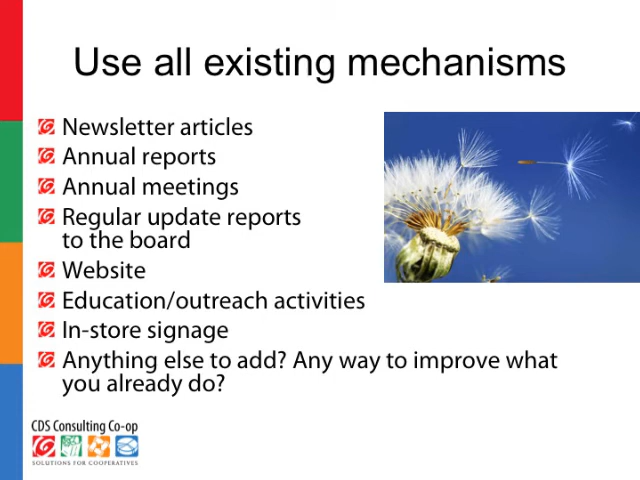 Use all existing mechanisms
Newsletter articles
Annual reports
Annual meetings
Regular update reports
to the board
Website
Education/outreach activities
In-store signage
Anything else to add? Any way to improve what
you already do?
CDS Consulting Co-op
SOLUTIONS FOR COOPERATIVES